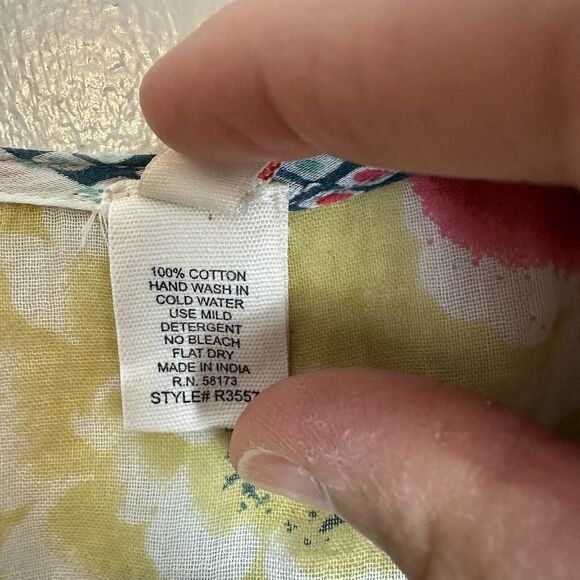 100% COTTON
HAND WASH IN
COLD WATER
USE MILD
DETERGENT
NO BLEACH
FLAT DRY
MADE IN INDIA
R.N. 58173
STYLE# R3557